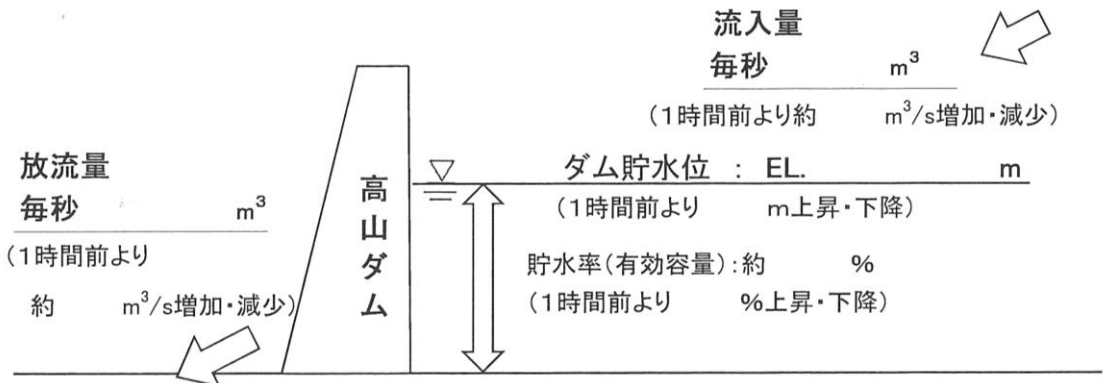 流入量
毎秒 m³
(1時間前より約 m³/s増加・減少)
放流量
毎秒 m³
(1時間前より
約 m³/s増加・減少)
高山ダム
ダム貯水位 : EL. m
(1時間前より m上昇・下降)
貯水率(有効容量):約 %
(1時間前より %上昇・下降)